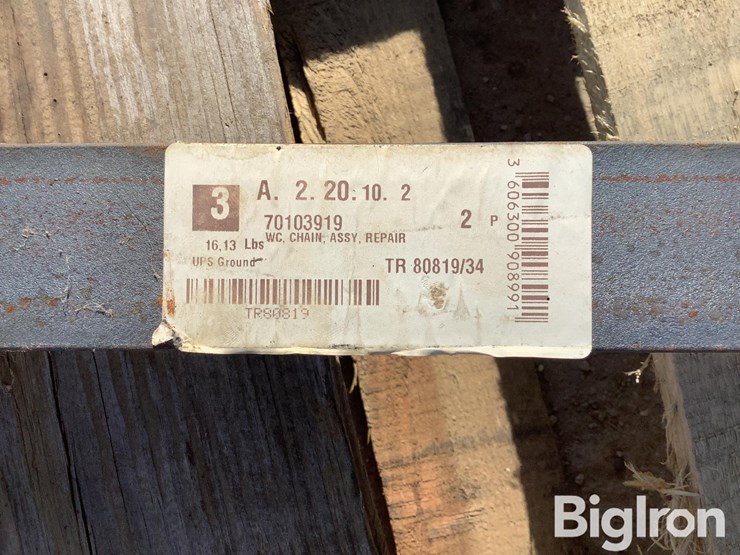 3
A. 2. 20: 10. 2
70103919
2 P
WC, CHAIN, ASSY, REPAIR
16.13 Lbs
UPS Ground
TR 80819/34
TR80819
3 606300 908991
BigIron